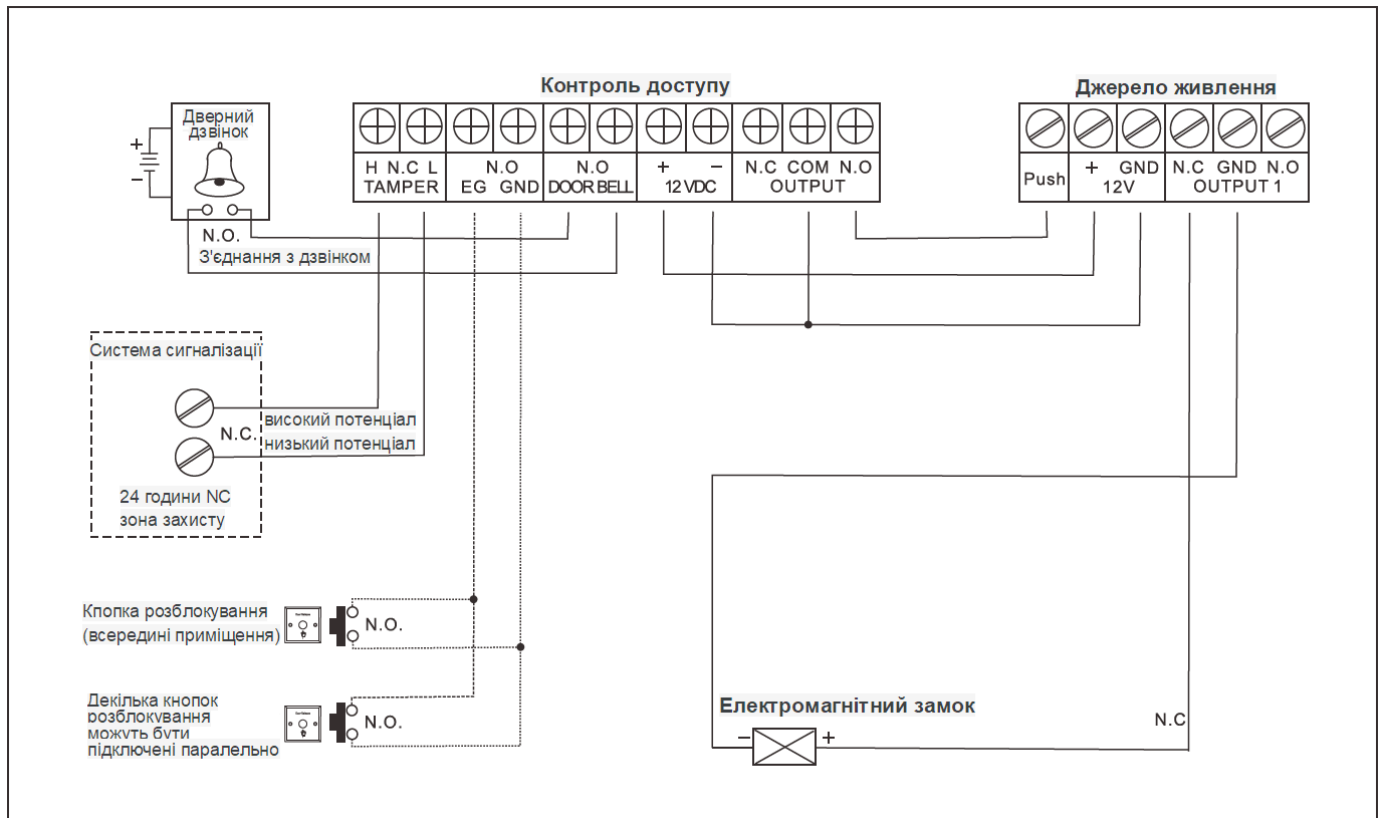 Контроль доступу
Джерело живлення
Дверний
дзвінок
+
−
H N.C L
TAMPER
N.O
EG GND
N.O
DOOR BELL
+ −
12 VDC
N.C COM N.O
OUTPUT
Push
+ GND
12V
N.C GND N.O
OUTPUT 1
N.O.
З'єднання з дзвінком
Система сигналізації
високий потенціал
N.C.
низький потенціал
24 години NC
зона захисту
Кпопка розблокування
(всередині приміщення)
N.O.
Декілька кнопок
розблокування
можуть бути
підключені паралельно
N.O.
Електромагнітний замок
− +
N.C